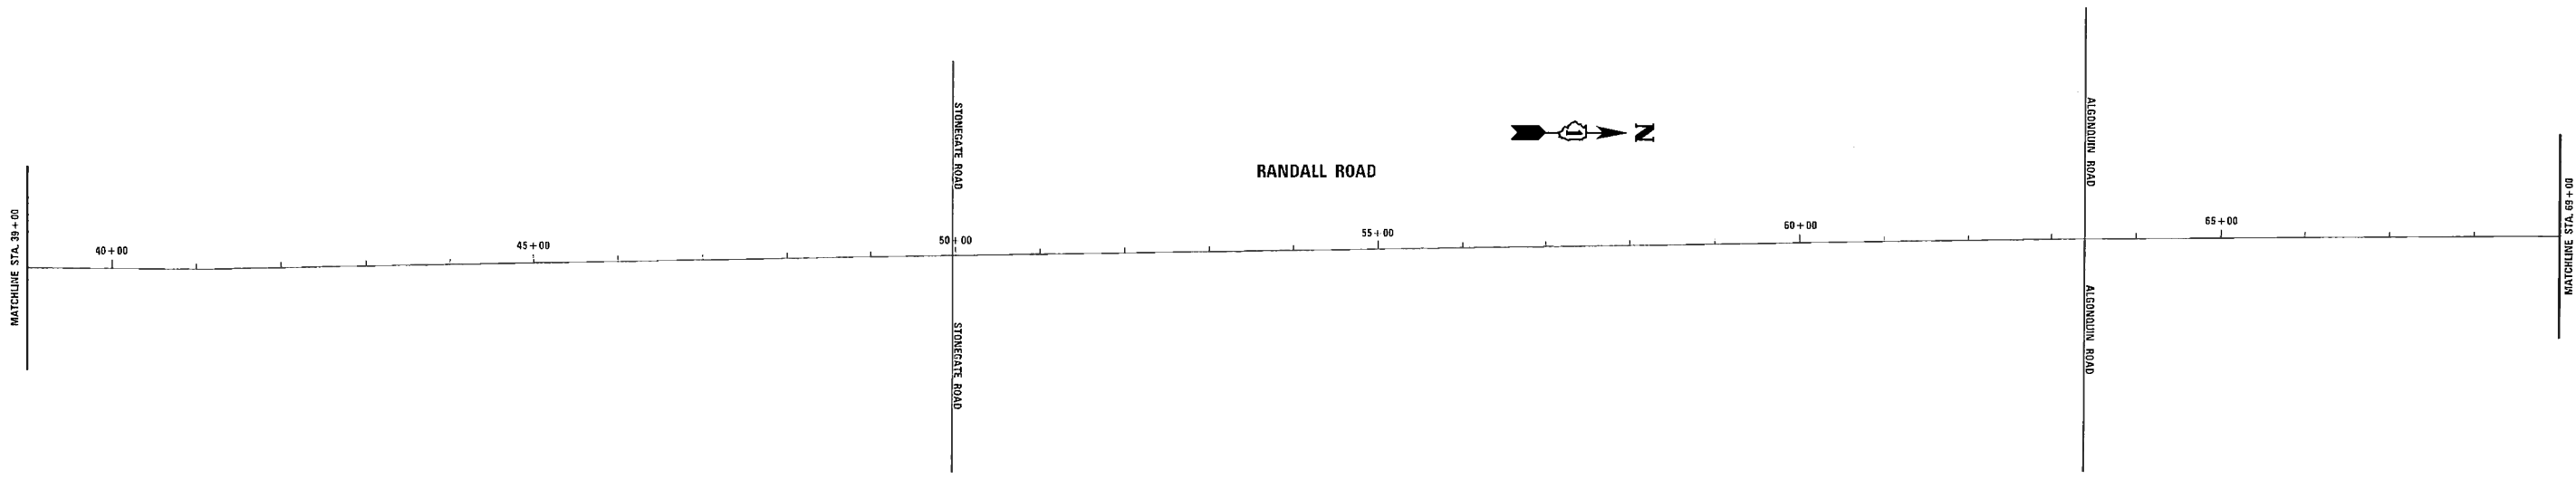 MATCHLINE STA. 39+00
40+00
45+00
STONEGATE ROAD
50+00
STONEGATE ROAD
RANDALL ROAD
55+00
N
60+00
ALGONQUIN ROAD
ALGONQUIN ROAD
65+00
MATCHLINE STA. 69+00